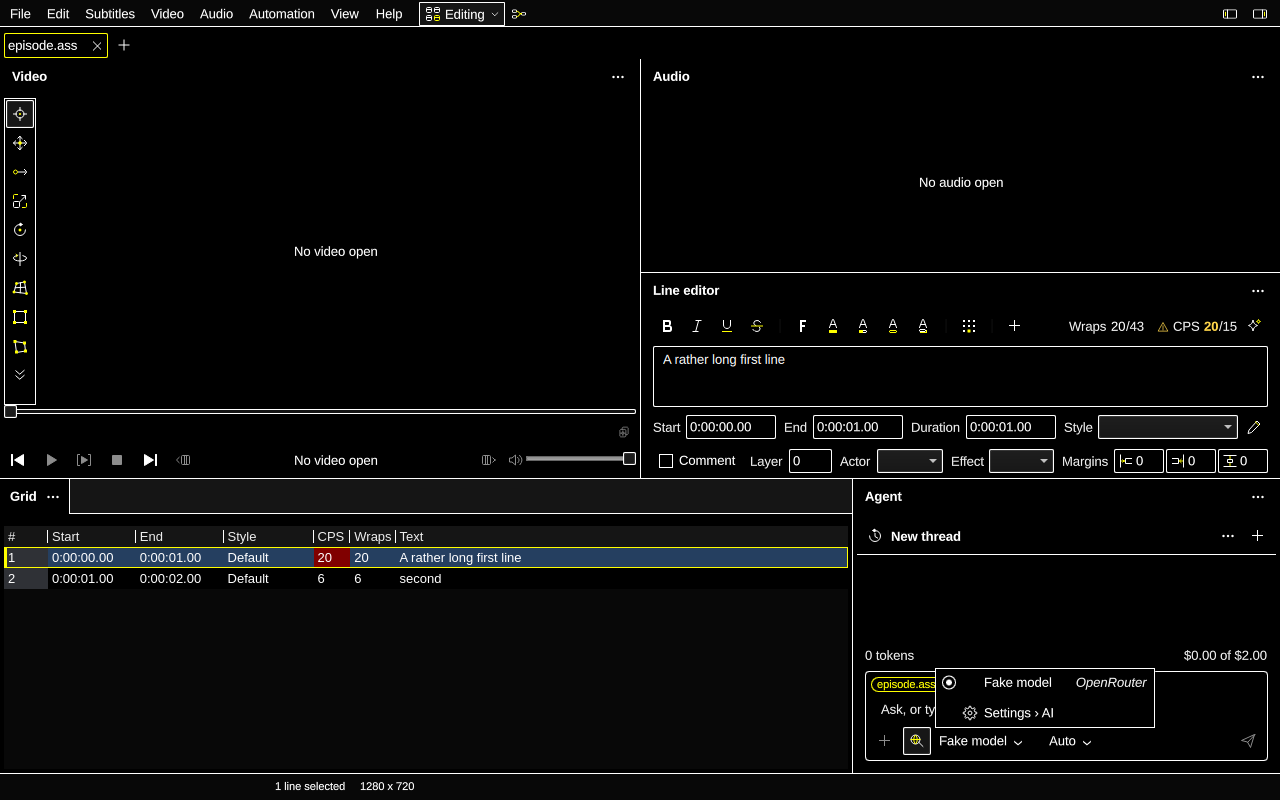 File Edit Subtitles Video Audio Automation View Help Editing
episode.ass
Video
No video open
No video open
Audio
No audio open
Line editor
B I U S F A A A A Wraps 20/43 CPS 20/15
A rather long first line
Start 0:00:00.00 End 0:00:01.00 Duration 0:00:01.00 Style
Comment Layer 0 Actor Effect Margins 0 0 0
Grid
# Start End Style CPS Wraps Text
1 0:00:00.00 0:00:01.00 Default 20 20 A rather long first line
2 0:00:01.00 0:00:02.00 Default 6 6 second
Agent
New thread
0 tokens $0.00 of $2.00
episode.ass
Fake model OpenRouter
Ask, or ty
Settings › AI
Fake model Auto
1 line selected 1280 x 720